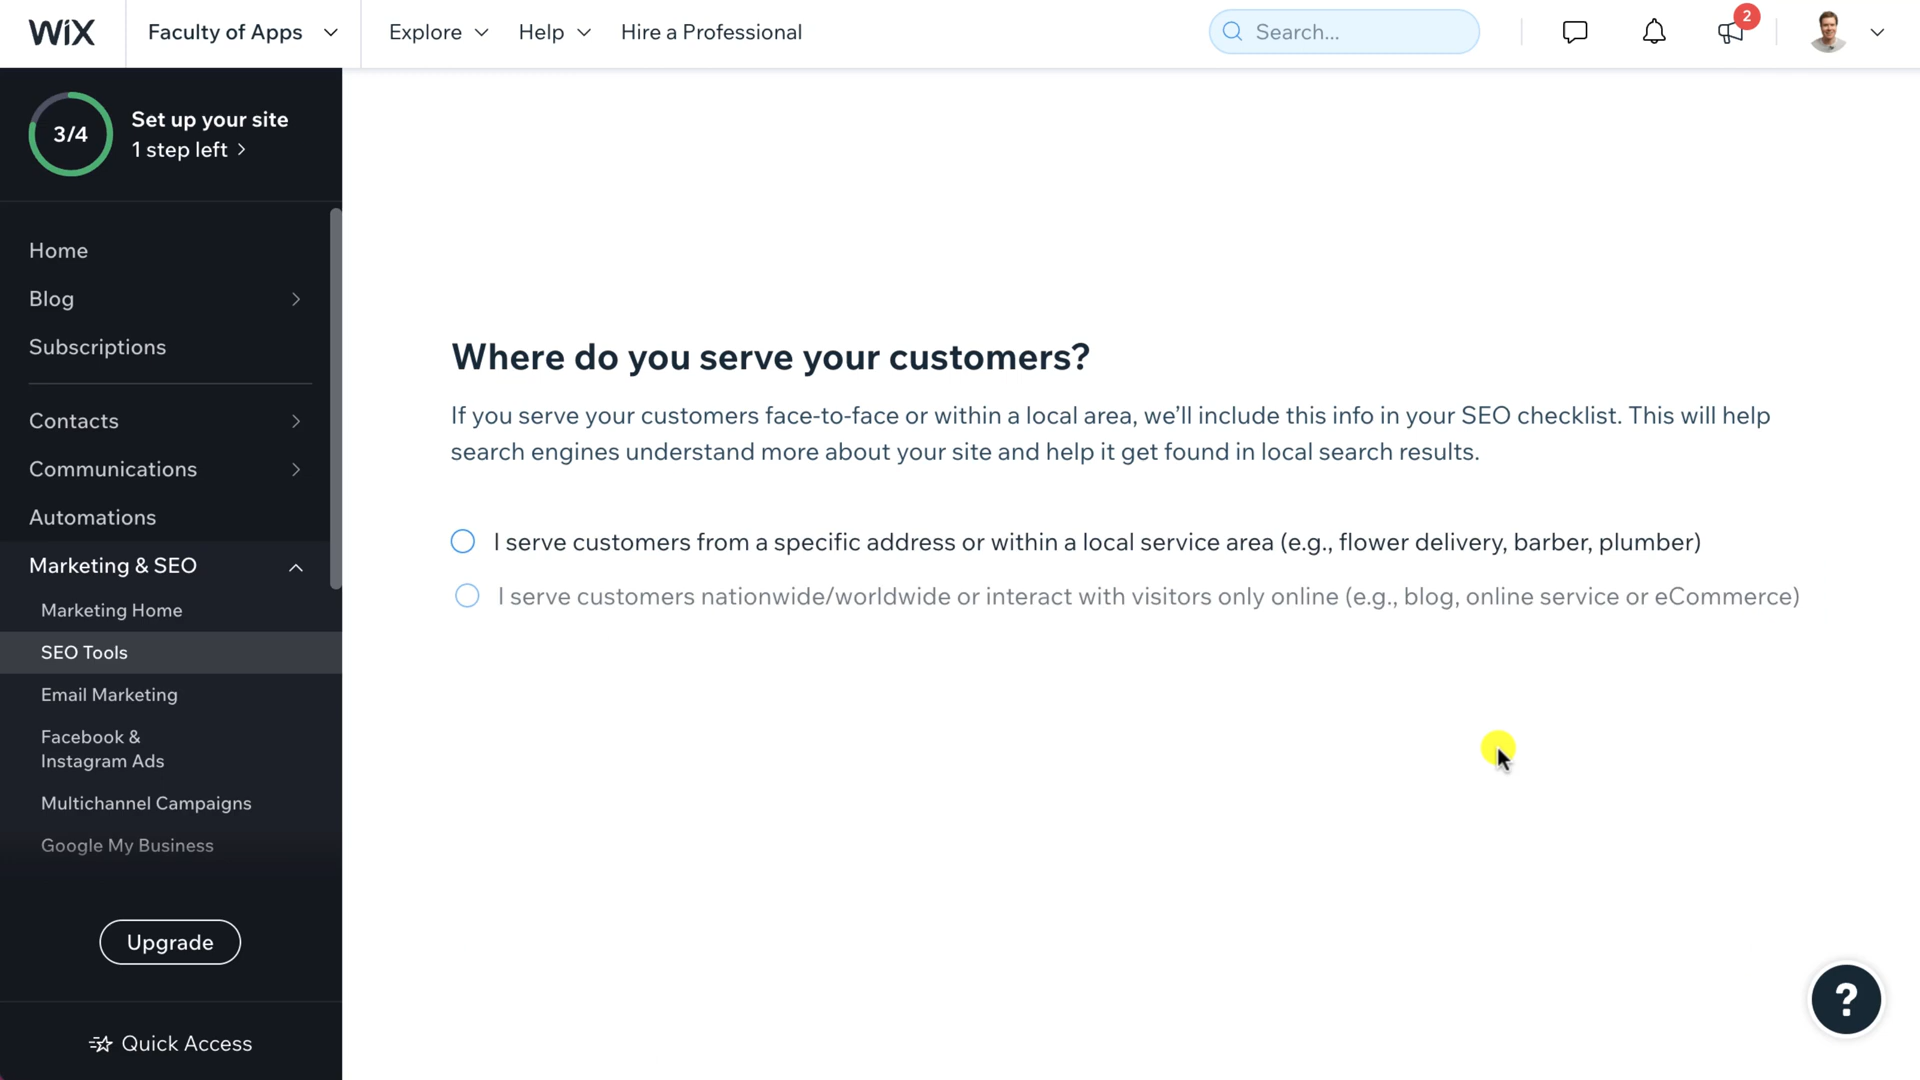 WiX
Faculty of Apps
Explore
Help
Hire a Professional
Search...
2
3/4
Set up your site
1 step left
Home
Blog
Subscriptions
Contacts
Communications
Automations
Marketing & SEO
Marketing Home
SEO Tools
Email Marketing
Facebook &
Instagram Ads
Multichannel Campaigns
Google My Business
Upgrade
Quick Access
Where do you serve your customers?
If you serve your customers face-to-face or within a local area, we’ll include this info in your SEO checklist. This will help
search engines understand more about your site and help it get found in local search results.
I serve customers from a specific address or within a local service area (e.g., flower delivery, barber, plumber)
I serve customers nationwide/worldwide or interact with visitors only online (e.g., blog, online service or eCommerce)
?